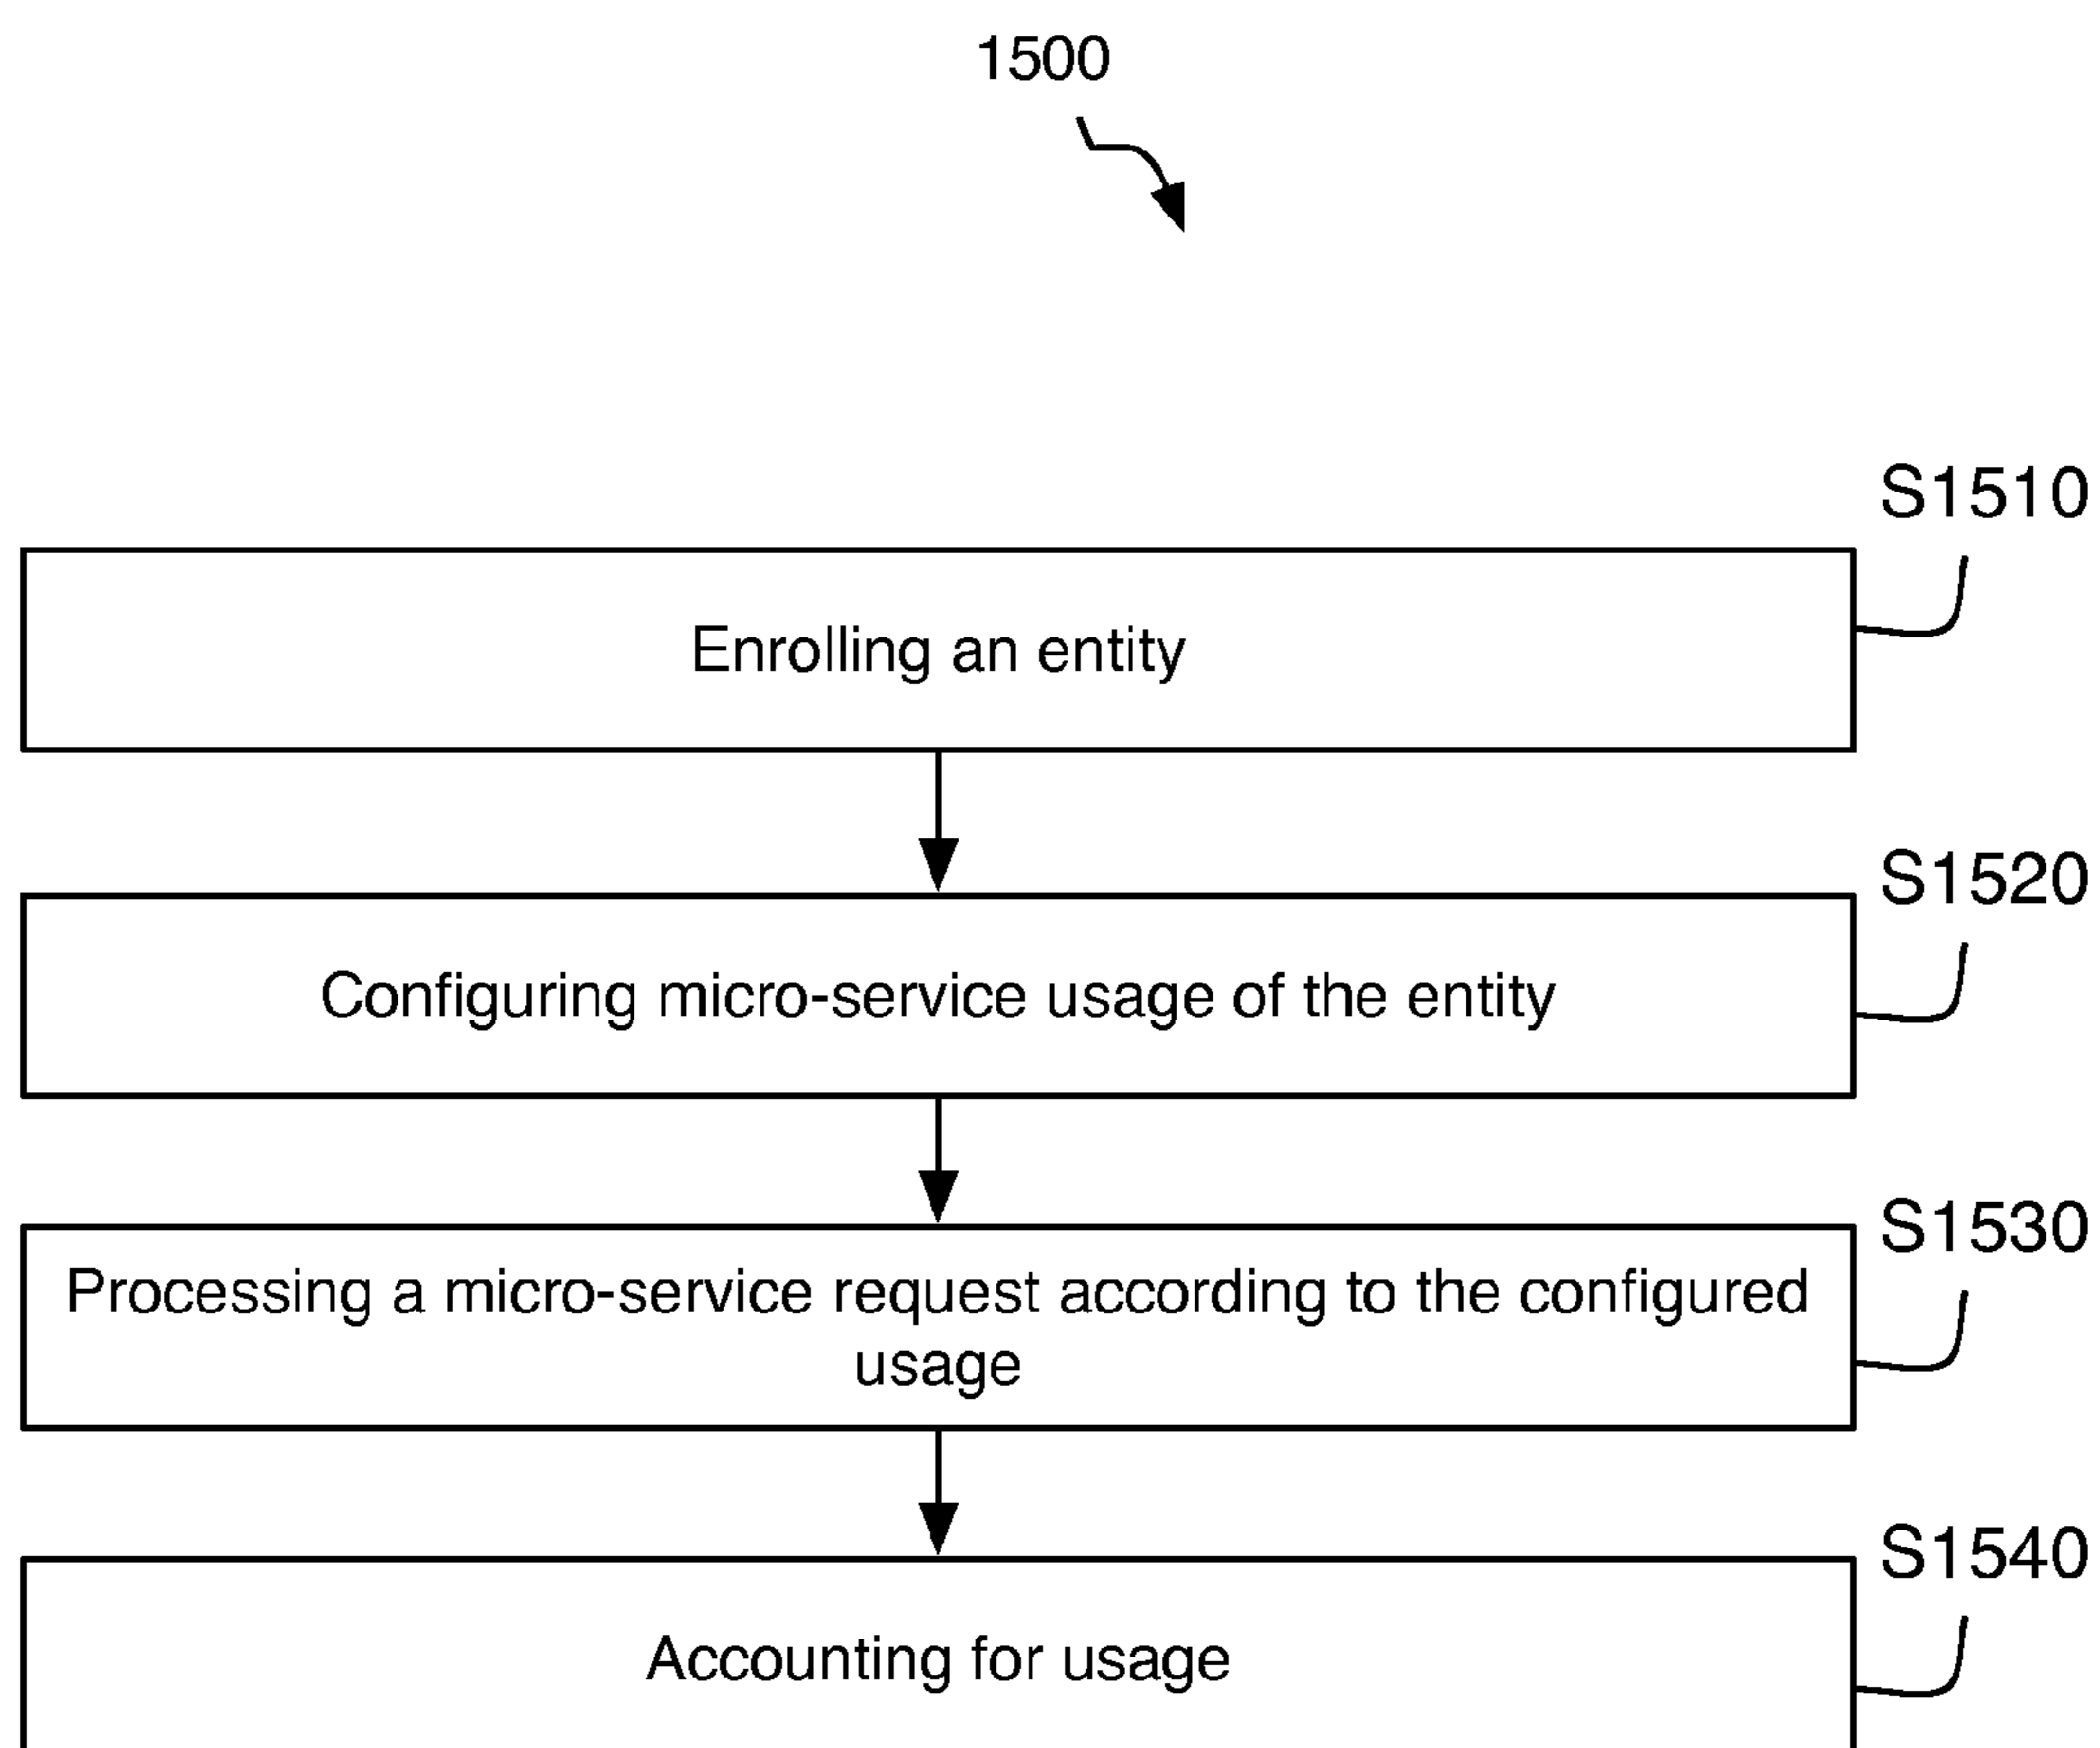 1500
S1510
Enrolling an entity
S1520
Configuring micro-service usage of the entity
S1530
Processing a micro-service request according to the configured
usage
S1540
Accounting for usage